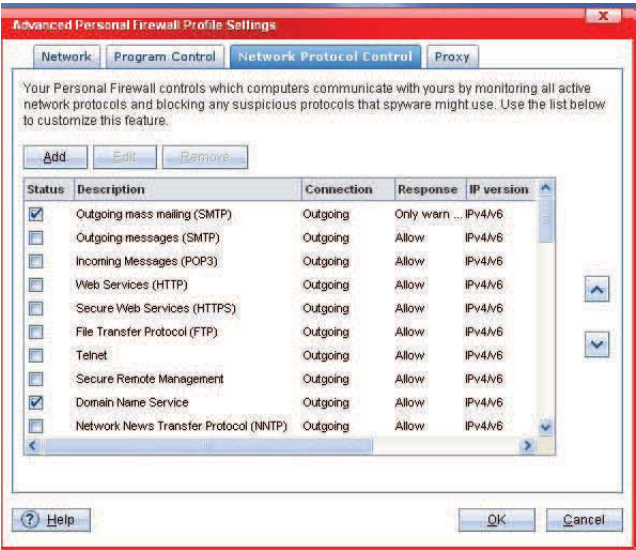 Advanced Personal Firewall Profile Settings
X
Network Program Control Network Protocol Control Proxy
Your Personal Firewall controls which computers communicate with yours by monitoring all active
network protocols and blocking any suspicious protocols that spyware might use. Use the list below
to customize this feature.
Add Edit Remove
Status Description Connection Response IP version
Outgoing mass mailing (SMTP) Outgoing Only warn ... IPv4/v6
Outgoing messages (SMTP) Outgoing Allow IPv4/v6
Incoming Messages (POP3) Outgoing Allow IPv4/v6
Web Services (HTTP) Outgoing Allow IPv4/v6
Secure Web Services (HTTPS) Outgoing Allow IPv4/v6
File Transfer Protocol (FTP) Outgoing Allow IPv4/v6
Telnet Outgoing Allow IPv4/v6
Secure Remote Management Outgoing Allow IPv4/v6
Domain Name Service Outgoing Allow IPv4/v6
Network News Transfer Protocol (NNTP) Outgoing Allow IPv4/v6
? Help OK Cancel